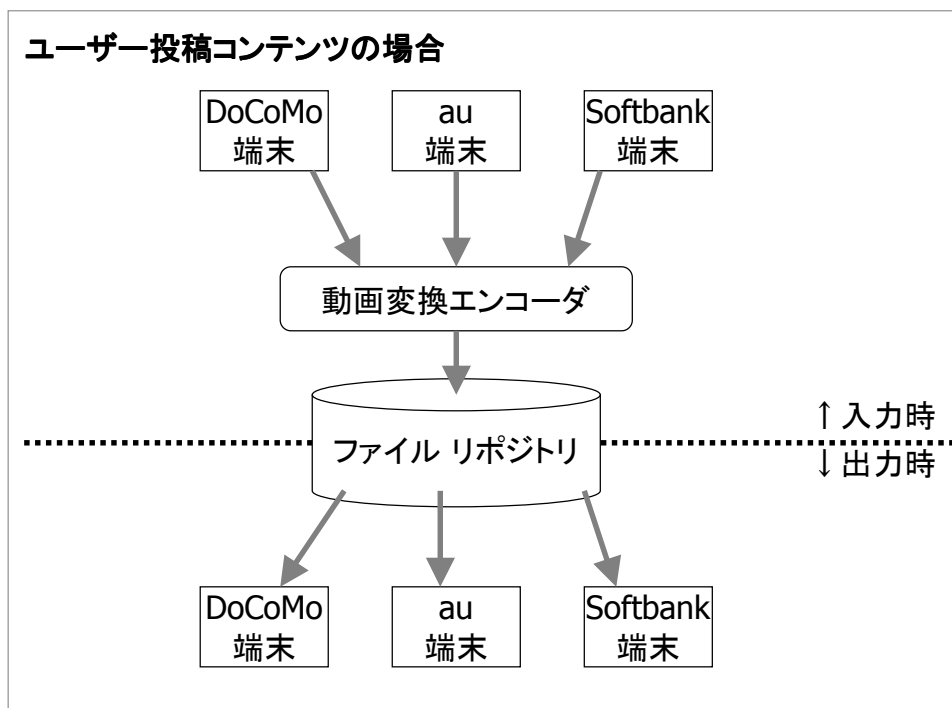 ユーザー投稿コンテンツの場合
DoCoMo
端末
au
端末
Softbank
端末
動画変換エンコーダ
ファイル リポジトリ
↑入力時
↓出力時
DoCoMo
端末
au
端末
Softbank
端末